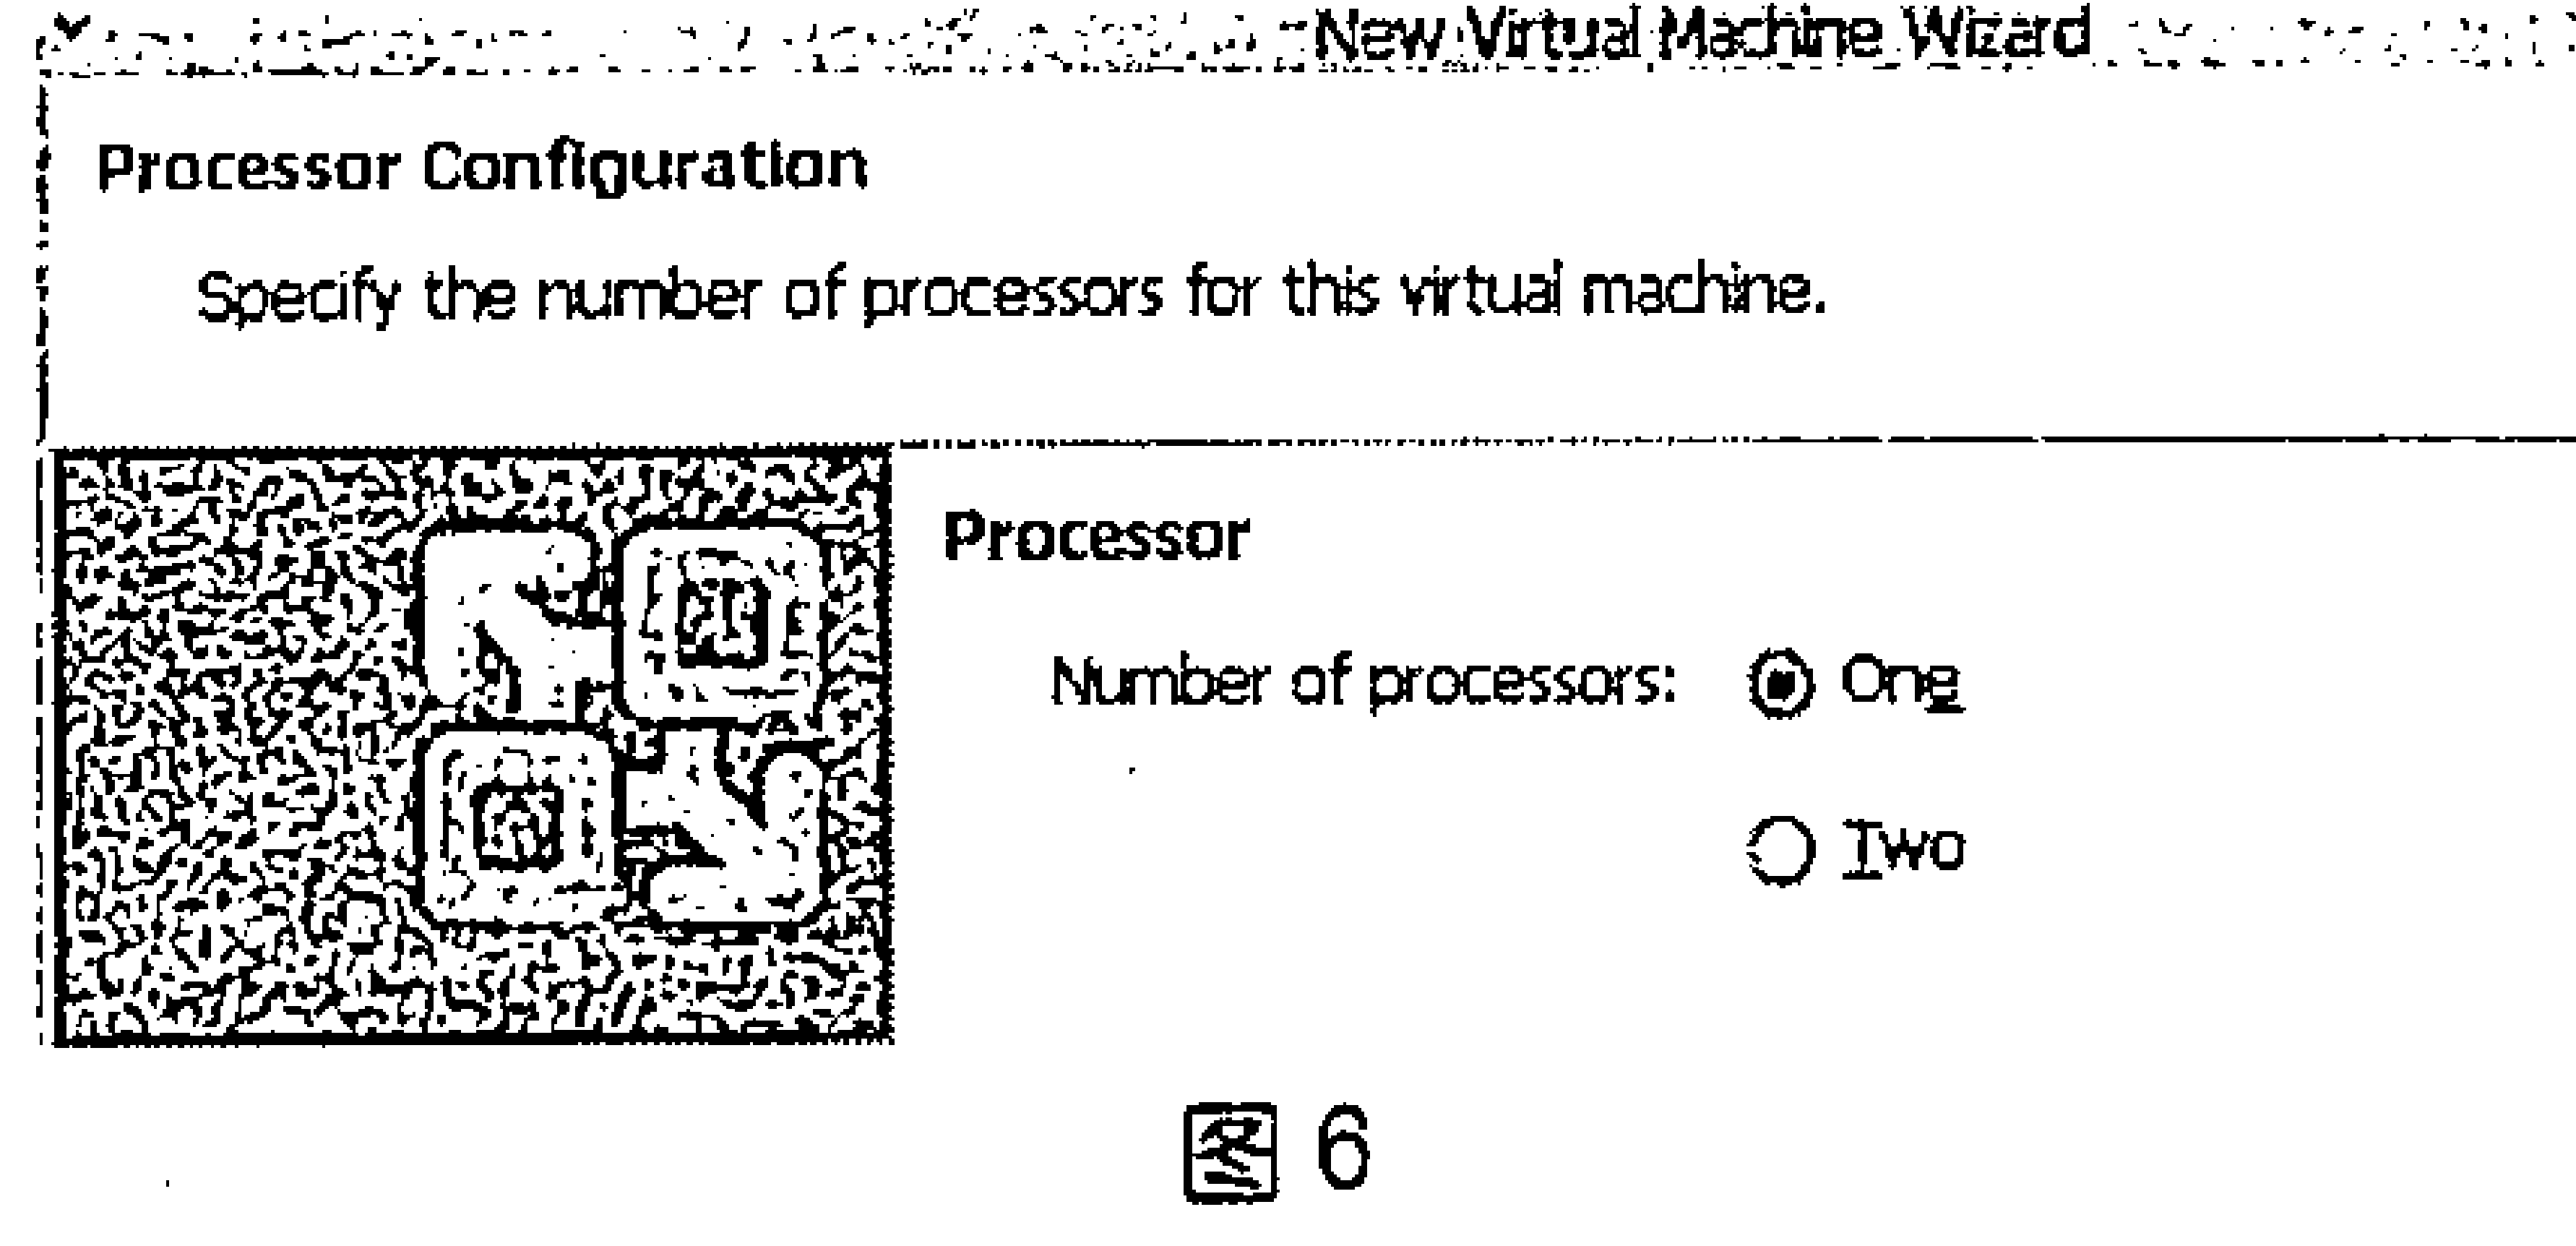 New Virtual Machine Wizard
Processor Configuration
Specify the number of processors for this virtual machine.
Processor
Number of processors: One
Two
图 6